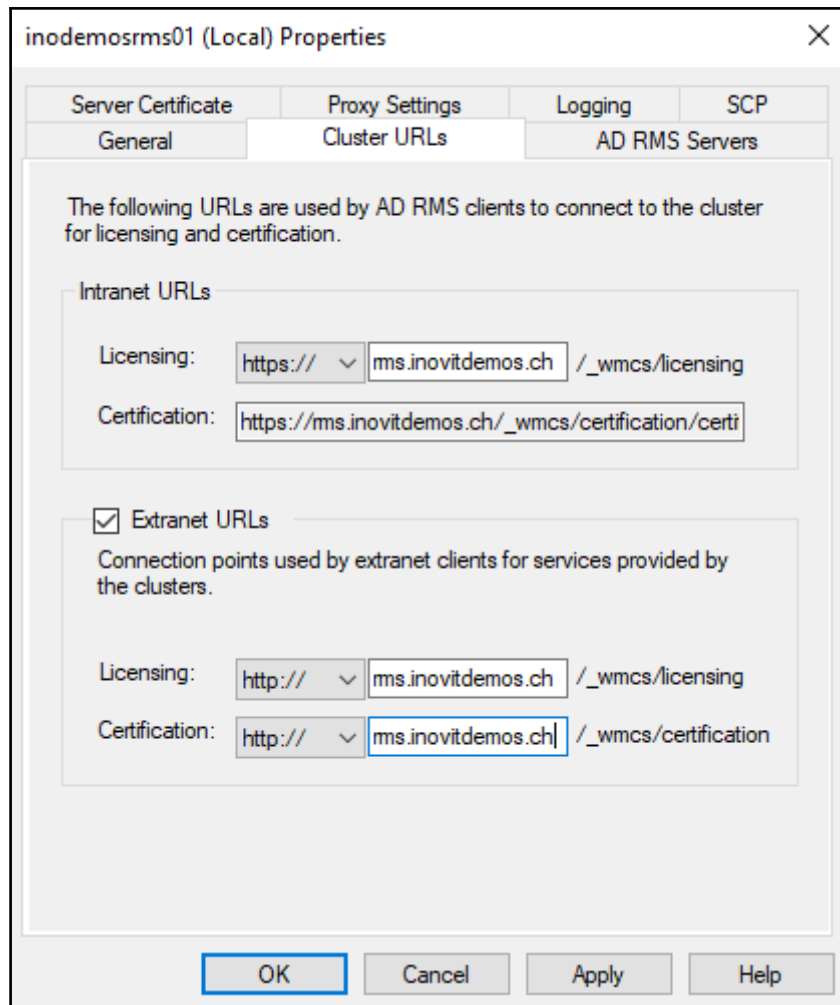 inodemosrms01 (Local) Properties
Server Certificate Proxy Settings Logging SCP
General Cluster URLs AD RMS Servers
The following URLs are used by AD RMS clients to connect to the cluster
for licensing and certification.
Intranet URLs
Licensing: https:// rms.inovitdemos.ch /_wmcs/licensing
Certification: https://rms.inovitdemos.ch/_wmcs/certification/certi
Extranet URLs
Connection points used by extranet clients for services provided by
the clusters.
Licensing: http:// rms.inovitdemos.ch /_wmcs/licensing
Certification: http:// rms.inovitdemos.ch /_wmcs/certification
OK Cancel Apply Help